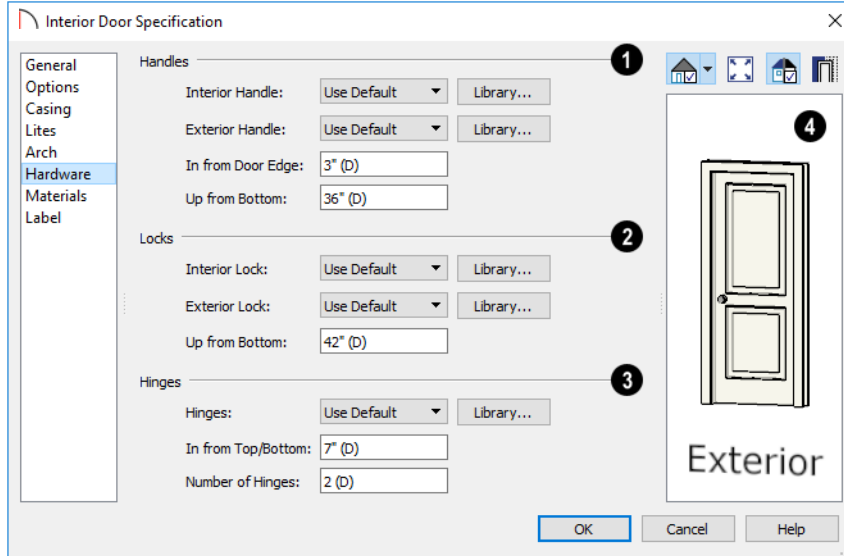 Interior Door Specification
General
Options
Casing
Lites
Arch
Hardware
Materials
Label
Handles 1
Interior Handle: Use Default Library...
Exterior Handle: Use Default Library...
In from Door Edge: 3" (D)
Up from Bottom: 36" (D)
Locks 2
Interior Lock: Use Default Library...
Exterior Lock: Use Default Library...
Up from Bottom: 42" (D)
Hinges 3
Hinges: Use Default Library...
In from Top/Bottom: 7" (D)
Number of Hinges: 2 (D)
4
Exterior
OK Cancel Help